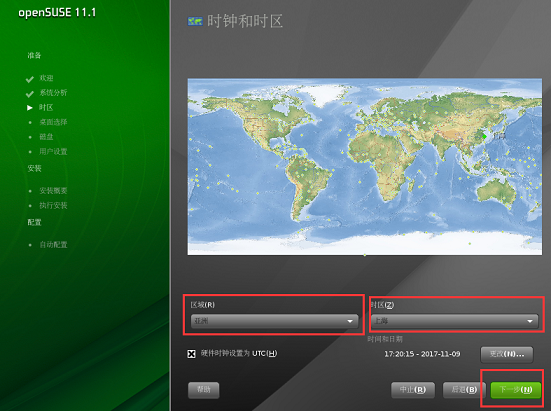 openSUSE 11.1
准备
欢迎
系统分析
时区
桌面选择
磁盘
用户设置
安装
安装概要
执行安装
配置
自动配置
时钟和时区
区域(R)
亚洲
时区(Z)
上海
时间和日期
硬件时钟设置为 UTC(H)
17:20:15 - 2017-11-09
更改(N)...
帮助
中止(R)
后退(B)
下一步(N)